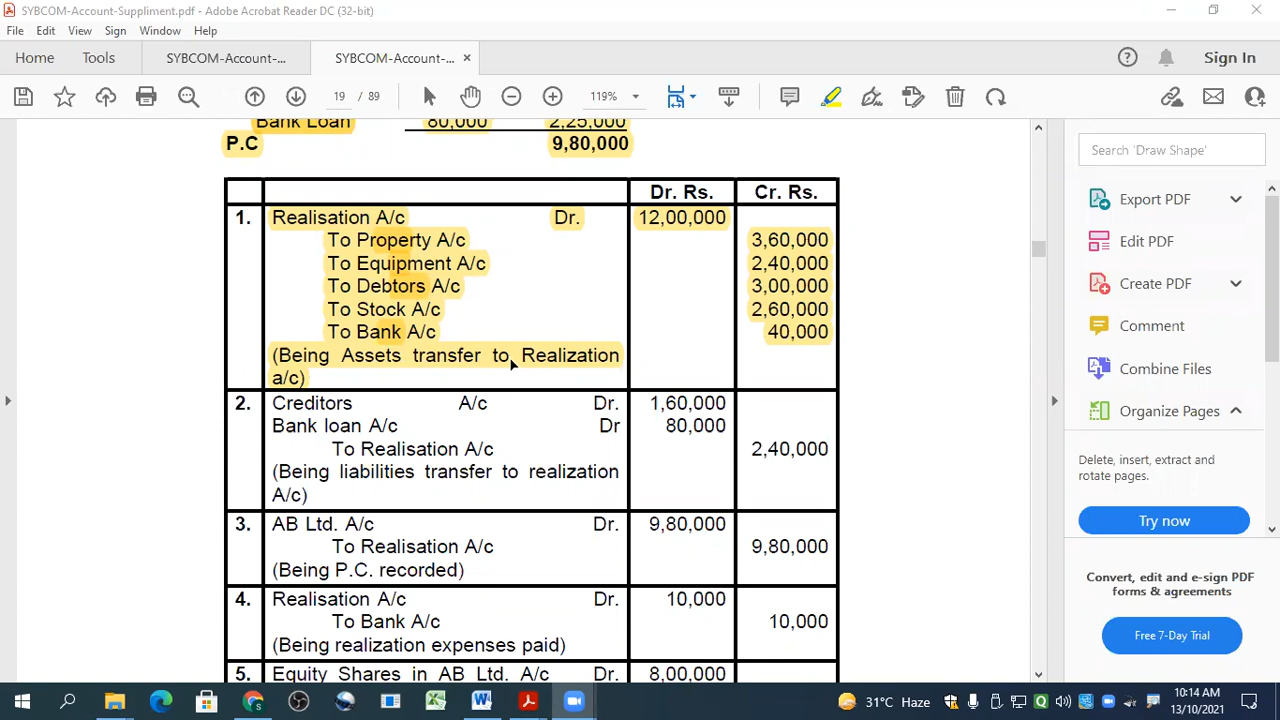 SYBCOM-Account-Suppliment.pdf - Adobe Acrobat Reader DC (32-bit)
File Edit View Sign Window Help
Home Tools SYBCOM-Account-... SYBCOM-Account-... × Sign In
19 / 89 119%
Bank Loan 80,000 2,25,000
P.C 9,80,000
Dr. Rs. Cr. Rs.
1. Realisation A/c Dr. 12,00,000
To Property A/c 3,60,000
To Equipment A/c 2,40,000
To Debtors A/c 3,00,000
To Stock A/c 2,60,000
To Bank A/c 40,000
(Being Assets transfer to Realization
a/c)
2. Creditors A/c Dr. 1,60,000
Bank loan A/c Dr 80,000
To Realisation A/c 2,40,000
(Being liabilities transfer to realization
A/c)
3. AB Ltd. A/c Dr. 9,80,000
To Realisation A/c 9,80,000
(Being P.C. recorded)
4. Realisation A/c Dr. 10,000
To Bank A/c 10,000
(Being realization expenses paid)
5. Equity Shares in AB Ltd. A/c Dr. 8,00,000
Search 'Draw Shape'
Export PDF
Edit PDF
Create PDF
Comment
Combine Files
Organize Pages
Delete, insert, extract and
rotate pages.
Try now
Convert, edit and e-sign PDF
forms & agreements
Free 7-Day Trial
31°C Haze
10:14 AM
13/10/2021